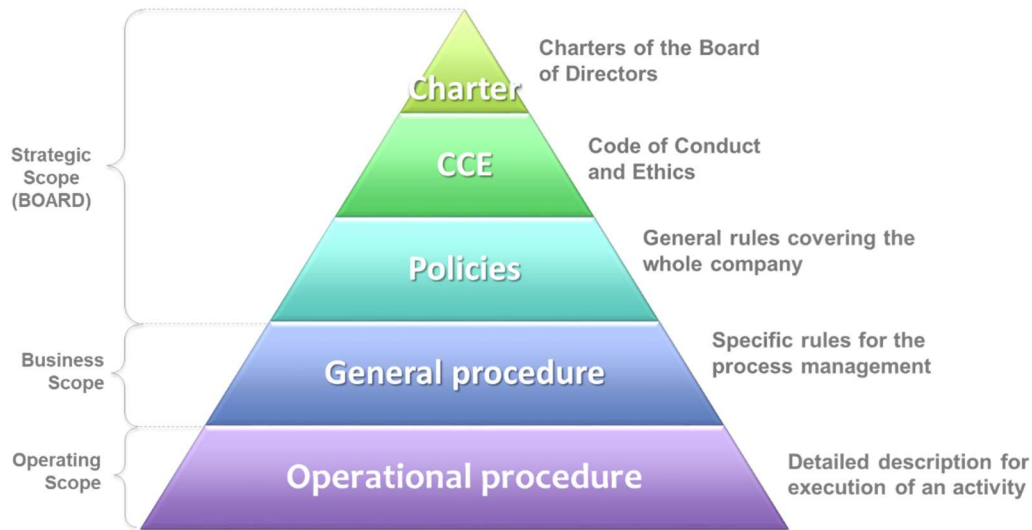 Charters of the Board
of Directors
Charter
Code of Conduct
and Ethics
CCE
Strategic
Scope
(BOARD)
General rules covering the
whole company
Policies
Specific rules for the
process management
Business
Scope
General procedure
Operating
Scope
Operational procedure
Detailed description for
execution of an activity